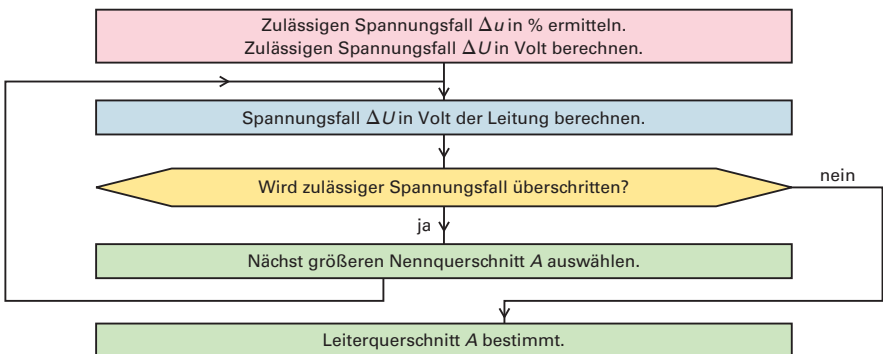 Zulässigen Spannungsfall Δu in % ermitteln.
Zulässigen Spannungsfall ΔU in Volt berechnen.
Spannungsfall ΔU in Volt der Leitung berechnen.
Wird zulässiger Spannungsfall überschritten?
nein
ja
Nächst größeren Nennquerschnitt A auswählen.
Leiterquerschnitt A bestimmt.